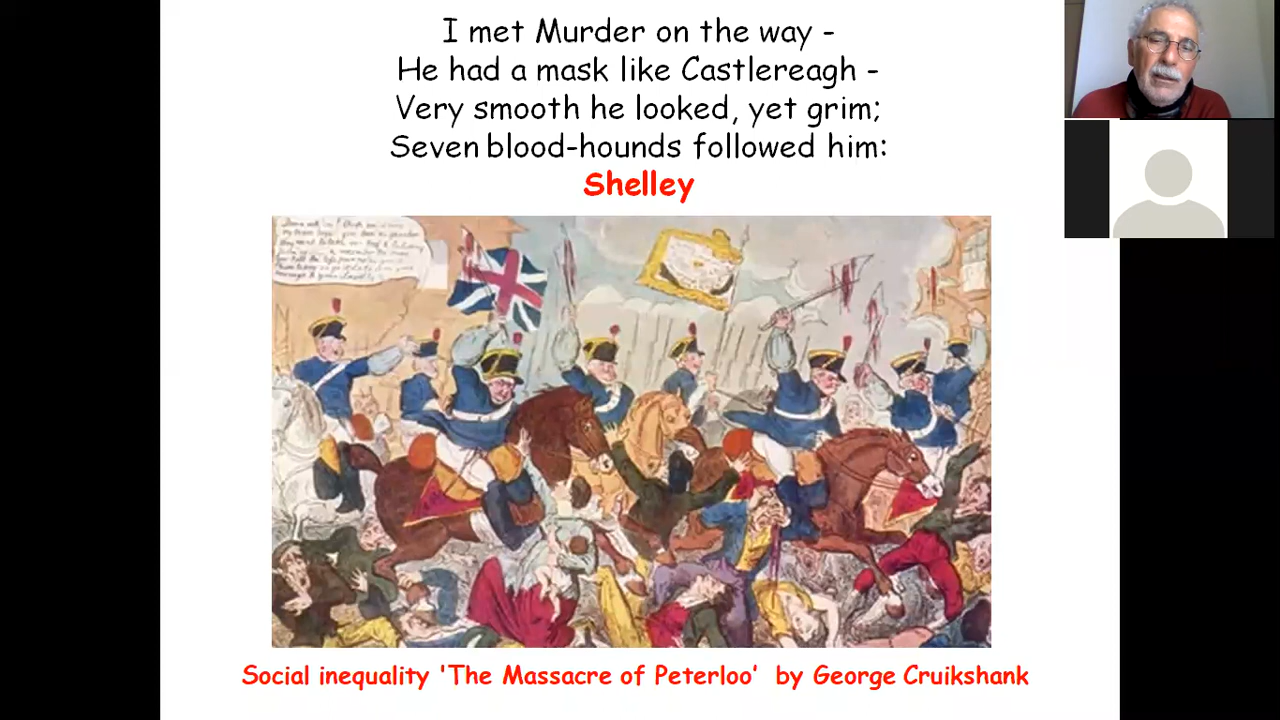 I met Murder on the way -
He had a mask like Castlereagh -
Very smooth he looked, yet grim;
Seven blood-hounds followed him:
Shelley
Social inequality 'The Massacre of Peterloo' by George Cruikshank